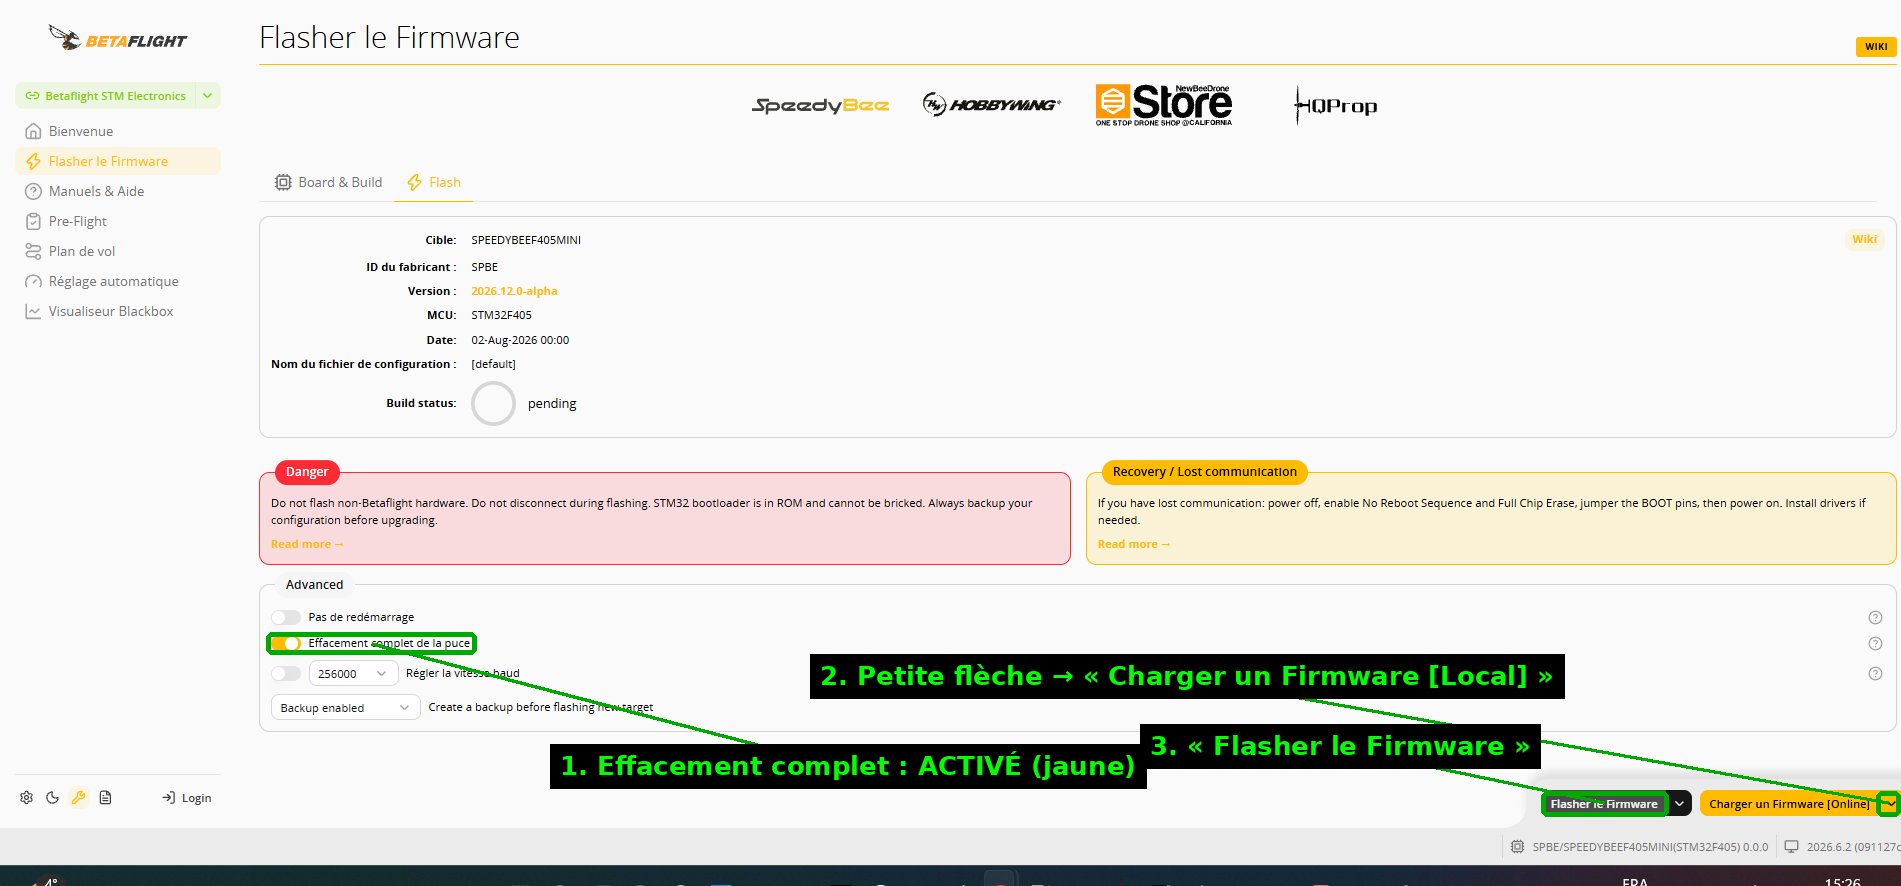 BETAFLIGHT
Flasher le Firmware
WIKI
SpeedyBee
HOBBYWING®
NewBeeDrone
Store
ONE STOP DRONE SHOP @CALIFORNIA
HQProp
Betaflight STM Electronics
Bienvenue
Flasher le Firmware
Manuels & Aide
Pre-Flight
Plan de vol
Réglage automatique
Visualiseur Blackbox
Board & Build
Flash
Cible: SPEEDYBEEF405MINI
Wiki
ID du fabricant : SPBE
Version : 2026.12.0-alpha
MCU: STM32F405
Date: 02-Aug-2026 00:00
Nom du fichier de configuration : [default]
Build status: pending
Danger
Do not flash non-Betaflight hardware. Do not disconnect during flashing. STM32 bootloader is in ROM and cannot be bricked. Always backup your
configuration before upgrading.
Read more →
Recovery / Lost communication
If you have lost communication: power off, enable No Reboot Sequence and Full Chip Erase, jumper the BOOT pins, then power on. Install drivers if
needed.
Read more →
Advanced
Pas de redémarrage
Effacement complet de la puce
256000 Régler la vitesse baud
Backup enabled Create a backup before flashing new target
2. Petite flèche → « Charger un Firmware [Local] »
3. « Flasher le Firmware »
1. Effacement complet : ACTIVÉ (jaune)
Login
Flasher le Firmware
Charger un Firmware [Online]
SPBE/SPEEDYBEEF405MINI(STM32F405) 0.0.0
2026.6.2 (091127c
4°
FRA
15:26